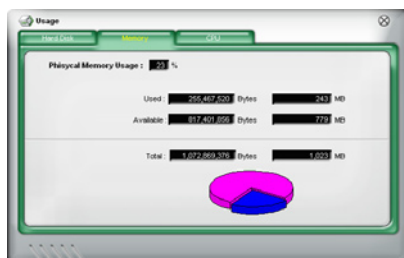 Usage
Hard Disk Memory CPU
Phisycal Memory Usage : 23 %
Used : 255,467,520 Bytes 243 MB
Available : 817,401,856 Bytes 779 MB
Total : 1,072,869,376 Bytes 1,023 MB